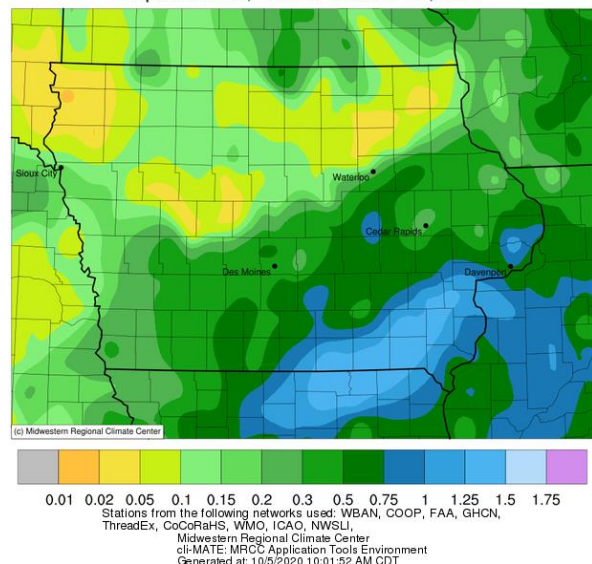 Sioux City
Waterloo
Cedar Rapids
Des Moines
Davenport
(c) Midwestern Regional Climate Center
0.01 0.02 0.05 0.1 0.15 0.2 0.3 0.5 0.75 1 1.25 1.5 1.75
Stations from the following networks used: WBAN, COOP, FAA, GHCN,
ThreadEx, CoCoRaHS, WMO, ICAO, NWSLI,
Midwestern Regional Climate Center
cli-MATE: MRCC Application Tools Environment
Generated at: 10/5/2020 10:01:52 AM CDT